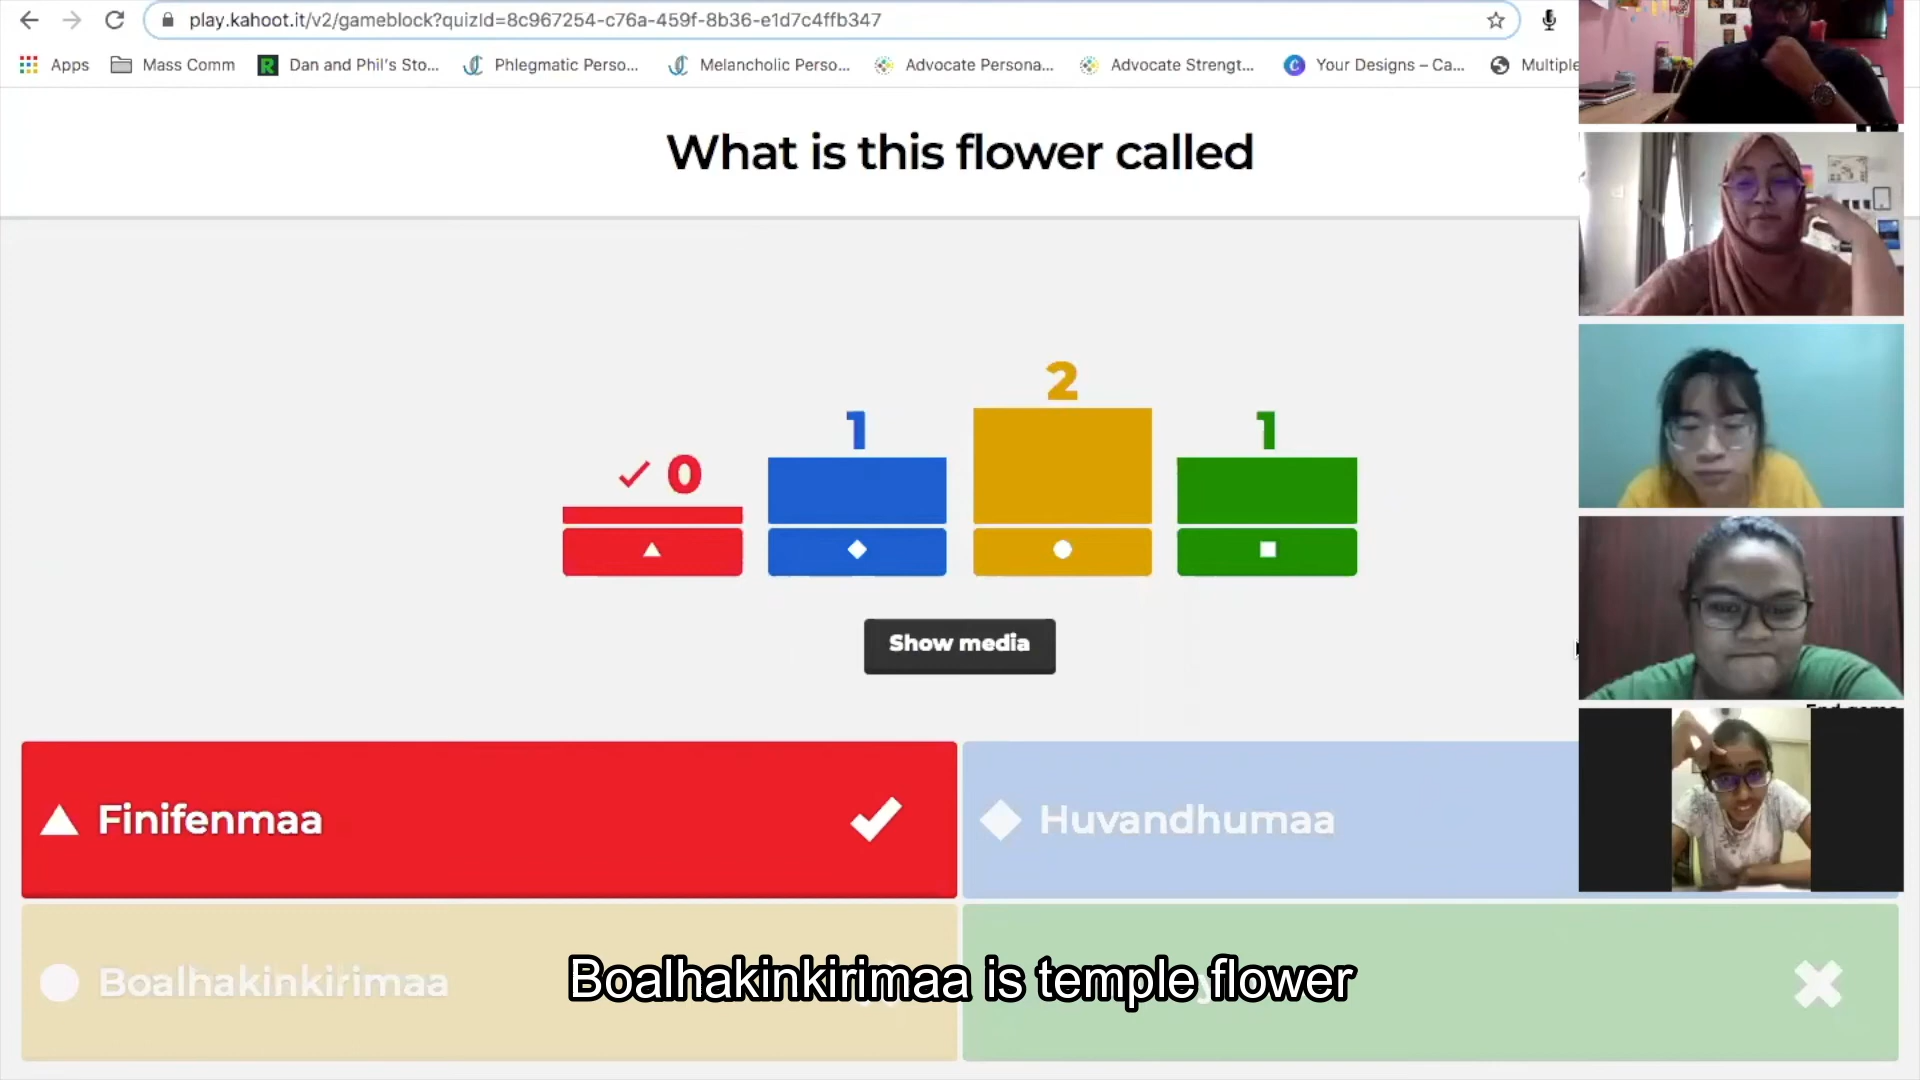 play.kahoot.it/v2/gameblock?quizId=8c967254-c76a-459f-8b36-e1d7c4ffb347
Apps
Mass Comm
Dan and Phil's Sto...
Phlegmatic Perso...
Melancholic Perso...
Advocate Persona...
Advocate Strengt...
Your Designs – Ca...
Multiple
What is this flower called
0
1
2
1
Show media
Finifenmaa
Huvandhumaa
Boalhakinkirimaa
Boalhakinkirimaa is temple flower